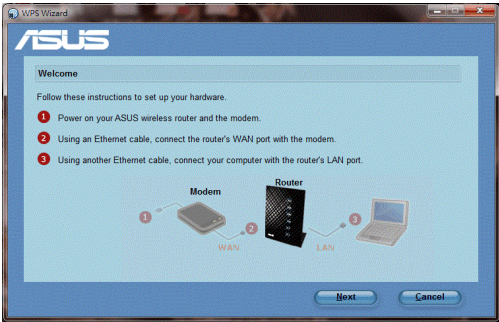 WPS Wizard
ASUS
Welcome
Follow these instructions to set up your hardware.
1 Power on your ASUS wireless router and the modem.
2 Using an Ethernet cable, connect the router's WAN port with the modem.
3 Using another Ethernet cable, connect your computer with the router's LAN port.
Modem
Router
1
2
3
WAN
LAN
Next
Cancel